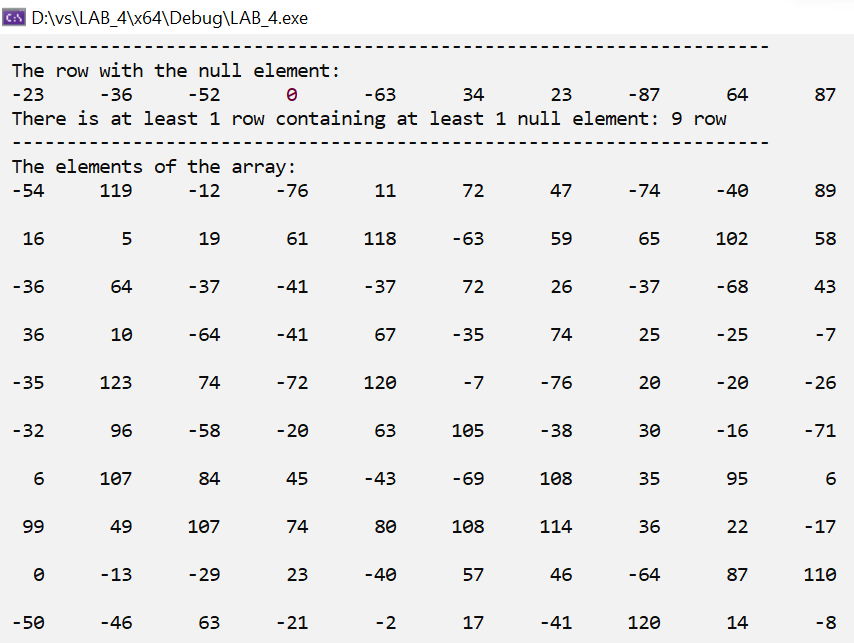 D:\vs\LAB_4\x64\Debug\LAB_4.exe
---------------------------------------------------------------------
The row with the null element:
-23 -36 -52 0 -63 34 23 -87 64 87
There is at least 1 row containing at least 1 null element: 9 row
---------------------------------------------------------------------
The elements of the array:
-54 119 -12 -76 11 72 47 -74 -40 89
16 5 19 61 118 -63 59 65 102 58
-36 64 -37 -41 -37 72 26 -37 -68 43
36 10 -64 -41 67 -35 74 25 -25 -7
-35 123 74 -72 120 -7 -76 20 -20 -26
-32 96 -58 -20 63 105 -38 30 -16 -71
6 107 84 45 -43 -69 108 35 95 6
99 49 107 74 80 108 114 36 22 -17
0 -13 -29 23 -40 57 46 -64 87 110
-50 -46 63 -21 -2 17 -41 120 14 -8